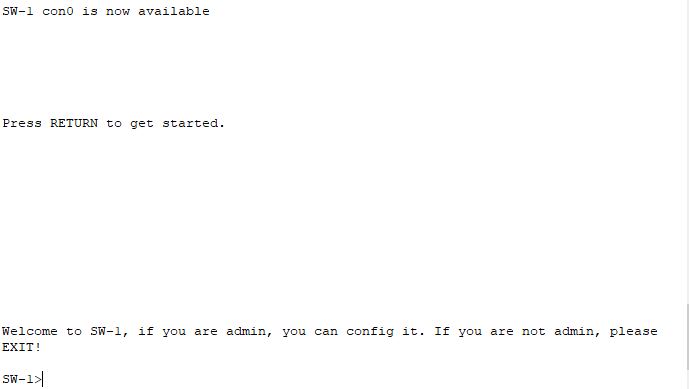 SW-1 con0 is now available
Press RETURN to get started.
Welcome to SW-1, if you are admin, you can config it. If you are not admin, please
EXIT!
SW-1>